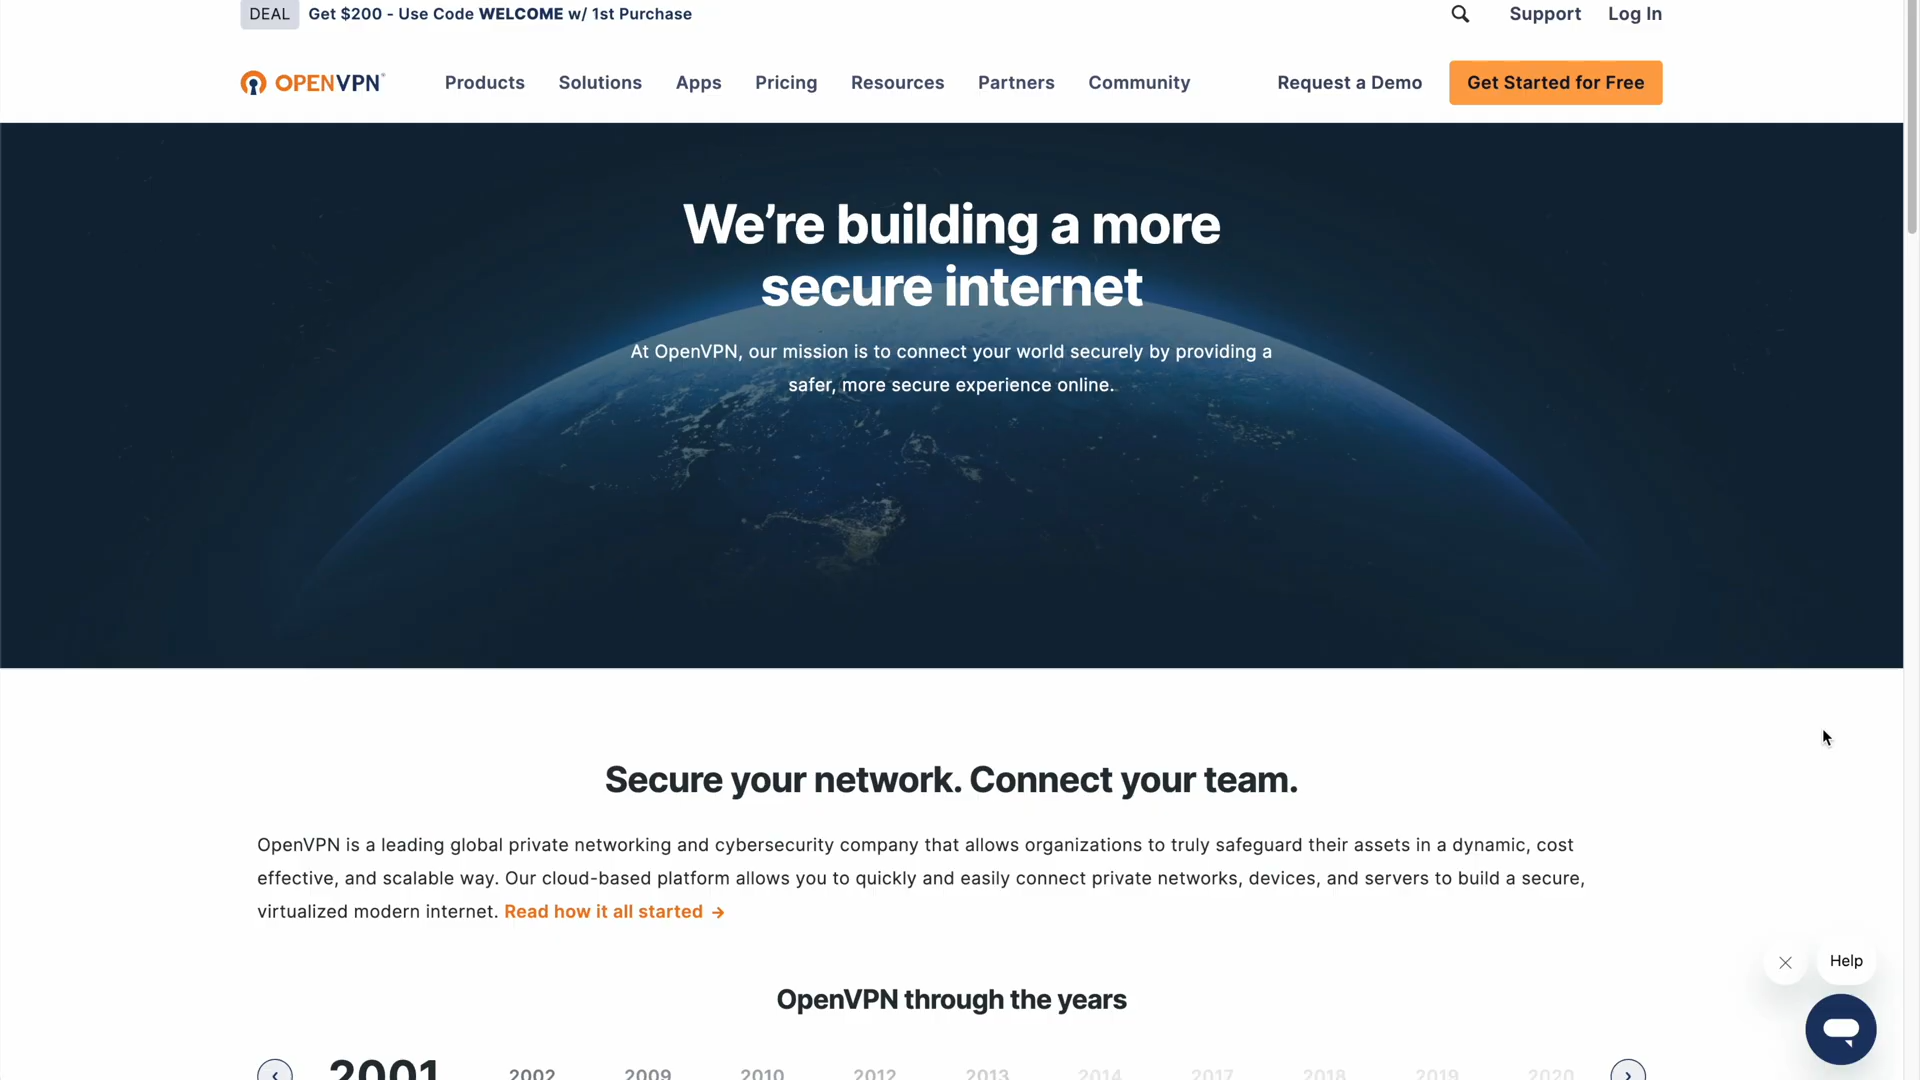 DEAL Get $200 - Use Code WELCOME w/ 1st Purchase Support Log In
OPENVPN Products Solutions Apps Pricing Resources Partners Community Request a Demo Get Started for Free
We’re building a more
secure internet
At OpenVPN, our mission is to connect your world securely by providing a
safer, more secure experience online.
Secure your network. Connect your team.
OpenVPN is a leading global private networking and cybersecurity company that allows organizations to truly safeguard their assets in a dynamic, cost
effective, and scalable way. Our cloud-based platform allows you to quickly and easily connect private networks, devices, and servers to build a secure,
virtualized modern internet. Read how it all started →
Help
OpenVPN through the years
2001 2002 2009 2010 2012 2013 2014 2017 2018 2019 2020